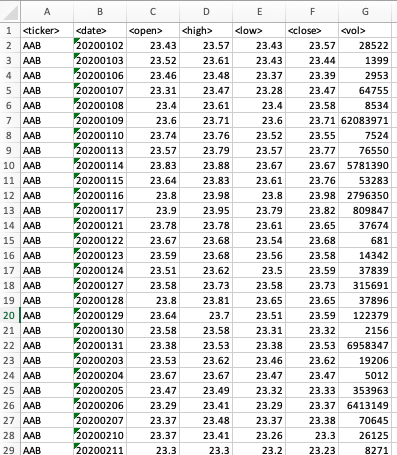 A B C D E F G
1 <ticker> <date> <open> <high> <low> <close> <vol>
2 AAB 20200102 23.43 23.57 23.43 23.57 28522
3 AAB 20200103 23.52 23.61 23.43 23.44 1399
4 AAB 20200106 23.46 23.48 23.37 23.39 2953
5 AAB 20200107 23.31 23.47 23.28 23.47 64755
6 AAB 20200108 23.4 23.61 23.4 23.58 8534
7 AAB 20200109 23.6 23.71 23.6 23.71 62083971
8 AAB 20200110 23.74 23.76 23.52 23.55 7524
9 AAB 20200113 23.57 23.79 23.57 23.77 76550
10 AAB 20200114 23.83 23.88 23.67 23.67 5781390
11 AAB 20200115 23.64 23.83 23.61 23.76 53283
12 AAB 20200116 23.8 23.98 23.8 23.98 2796350
13 AAB 20200117 23.9 23.95 23.79 23.82 809847
14 AAB 20200121 23.78 23.78 23.61 23.65 37674
15 AAB 20200122 23.67 23.68 23.54 23.68 681
16 AAB 20200123 23.59 23.68 23.56 23.58 14342
17 AAB 20200124 23.51 23.62 23.5 23.59 37839
18 AAB 20200127 23.58 23.73 23.58 23.73 315691
19 AAB 20200128 23.8 23.81 23.65 23.65 37896
20 AAB 20200129 23.64 23.7 23.51 23.59 122379
21 AAB 20200130 23.58 23.58 23.31 23.32 2156
22 AAB 20200131 23.38 23.53 23.38 23.53 6958347
23 AAB 20200203 23.53 23.62 23.46 23.62 19206
24 AAB 20200204 23.67 23.67 23.47 23.47 5012
25 AAB 20200205 23.47 23.49 23.32 23.33 353963
26 AAB 20200206 23.29 23.41 23.29 23.37 6413149
27 AAB 20200207 23.37 23.48 23.37 23.38 70645
28 AAB 20200210 23.37 23.41 23.26 23.3 26125
29 AAB 20200211 23.3 23.3 23.2 23.23 8271